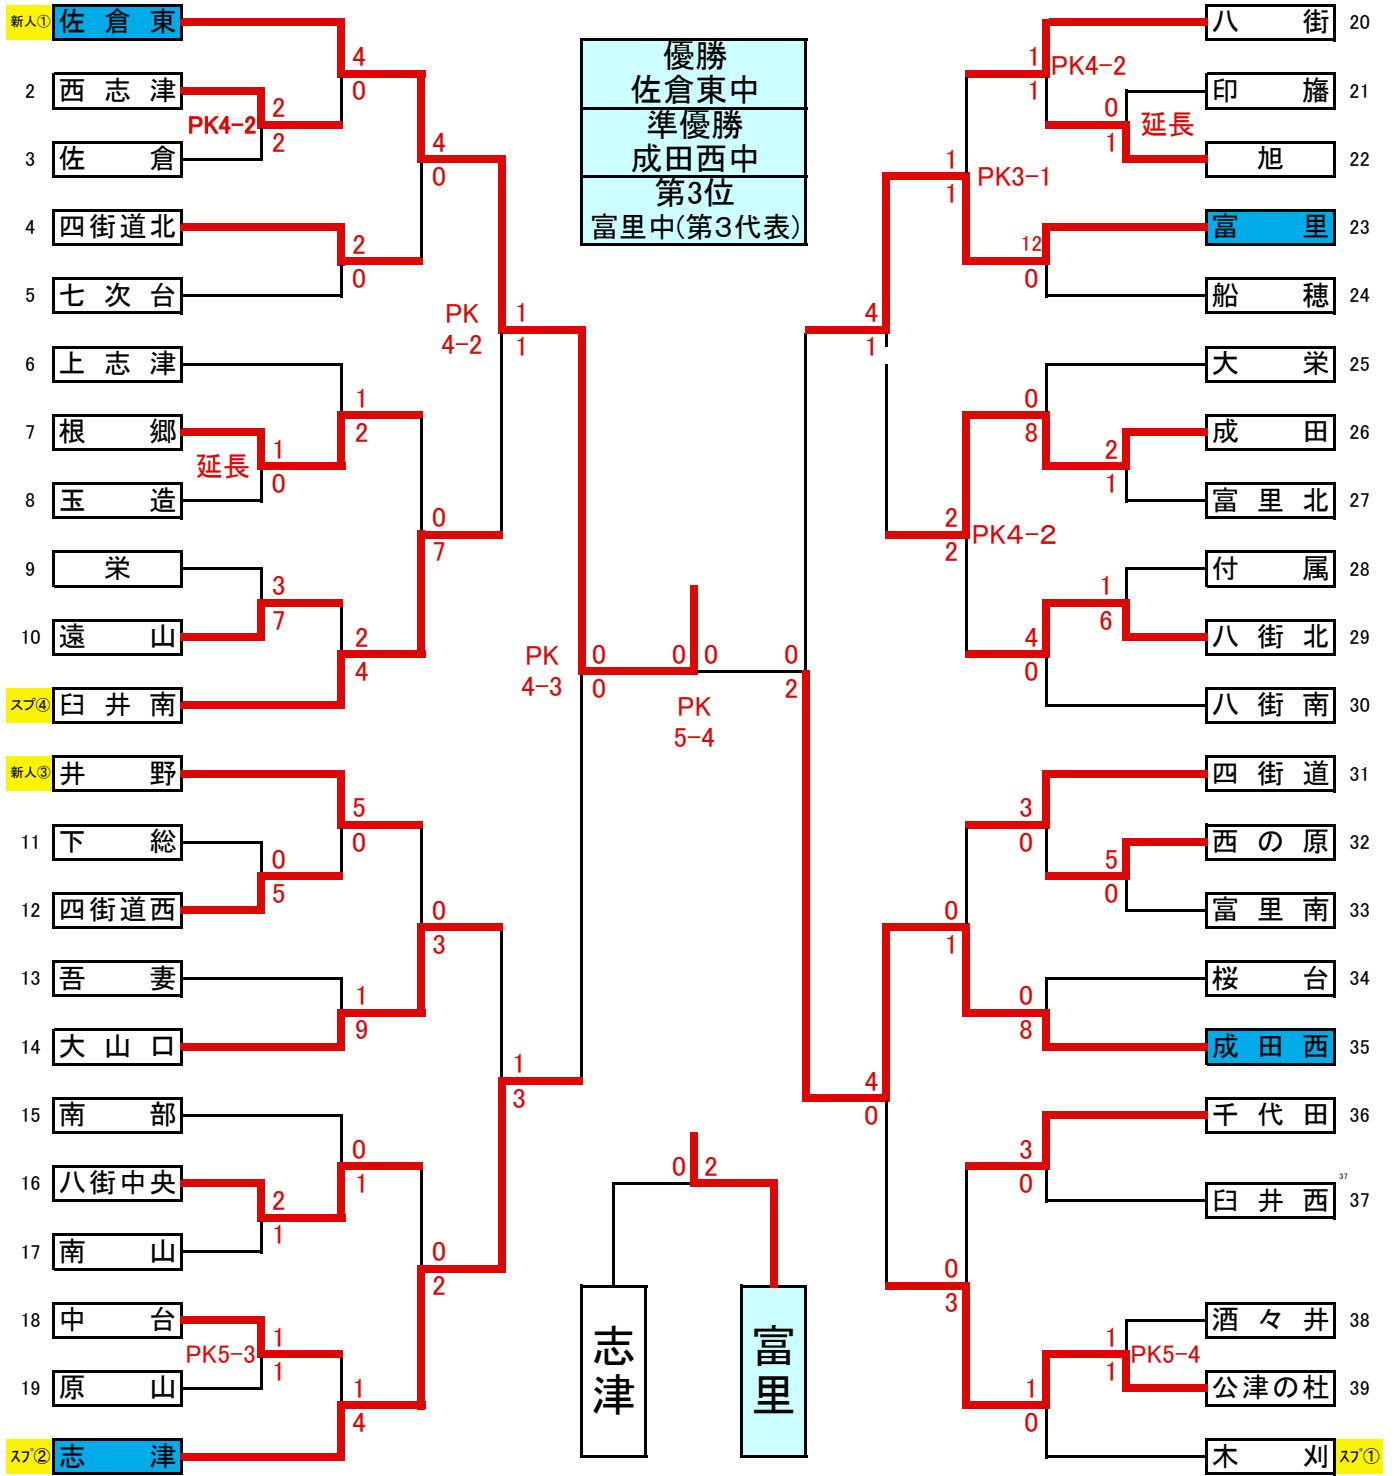 新人① 佐倉東
2 西志津
3 佐倉
4 四街道北
5 七次台
6 上志津
7 根郷
8 玉造
9 栄
10 遠山
スプ④ 臼井南
新人③ 井野
11 下総
12 四街道西
13 吾妻
14 大山口
15 南部
16 八街中央
17 南山
18 中台
19 原山
スプ② 志津
4
0
2
PK4-2
2
4
0
2
0
PK
4-2
1
1
1
2
1
延長
0
0
7
3
7
2
4
PK
4-3
0
0
5
0
0
5
0
3
1
9
1
3
0
1
2
1
0
2
1
PK5-3
1
1
4
優勝
佐倉東中
準優勝
成田西中
第3位
富里中(第3代表)
0 0
PK
5-4
0 2
志津
富里
1
PK4-2
1
0
延長
1
1
PK3-1
1
12
0
4
1
0
8
2
1
2
PK4-2
2
1
6
4
0
0
2
3
0
5
0
0
1
0
8
4
0
3
0
0
3
1
PK5-4
1
1
0
八街 20
印旛 21
旭 22
富里 23
船穂 24
大栄 25
成田 26
富里北 27
付属 28
八街北 29
八街南 30
四街道 31
西の原 32
富里南 33
桜台 34
成田西 35
千代田 36
37
臼井西 37
酒々井 38
公津の杜 39
木刈 スプ①